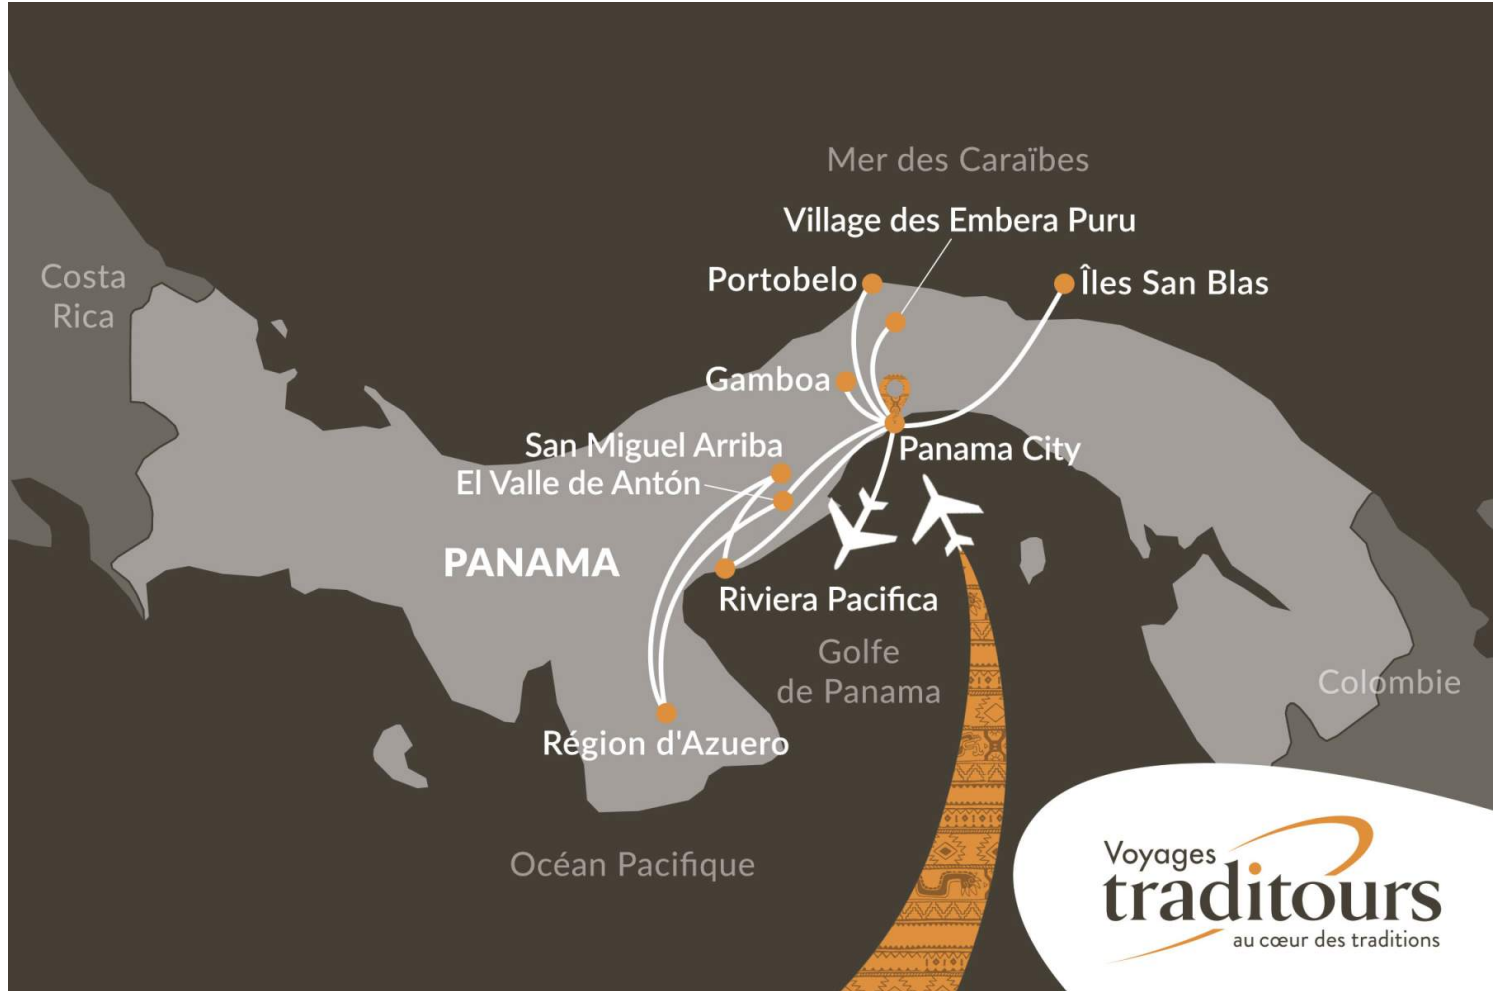 Mer des Caraïbes
Village des Embera Puru
Costa
Rica
Portobelo
Îles San Blas
Gamboa
San Miguel Arriba
Panama City
El Valle de Antón
PANAMA
Riviera Pacifica
Golfe
de Panama
Colombie
Région d'Azuero
Océan Pacifique
Voyages
traditours
au cœur des traditions